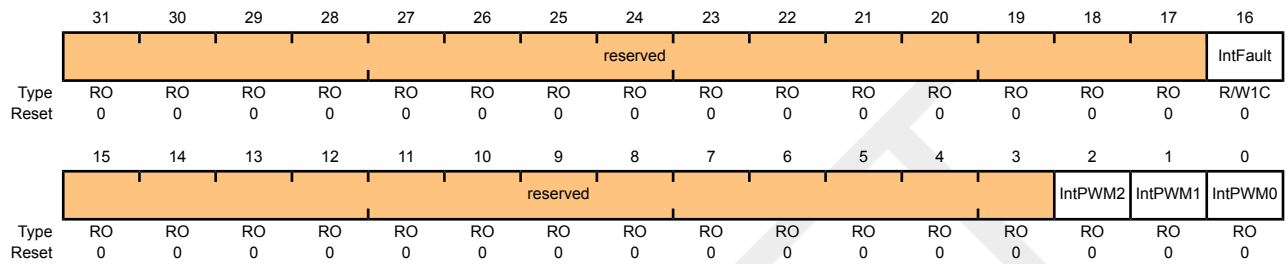 31 30 29 28 27 26 25 24 23 22 21 20 19 18 17 16
reserved IntFault
Type RO RO RO RO RO RO RO RO RO RO RO RO RO RO RO R/W1C
Reset 0 0 0 0 0 0 0 0 0 0 0 0 0 0 0 0
15 14 13 12 11 10 9 8 7 6 5 4 3 2 1 0
reserved IntPWM2 IntPWM1 IntPWM0
Type RO RO RO RO RO RO RO RO RO RO RO RO RO RO RO RO
Reset 0 0 0 0 0 0 0 0 0 0 0 0 0 0 0 0